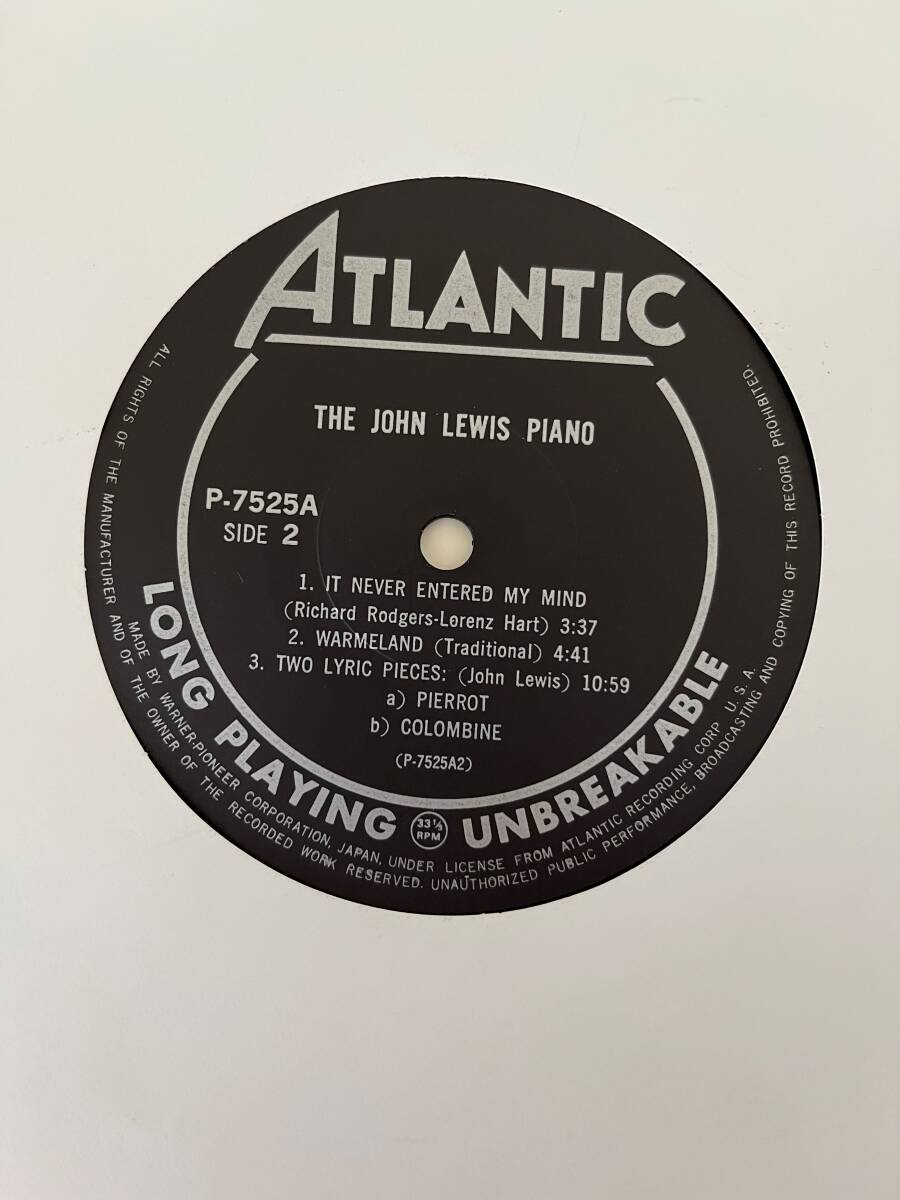 ATLANTIC
THE JOHN LEWIS PIANO
P-7525A
SIDE 2
1. IT NEVER ENTERED MY MIND
(Richard Rodgers-Lorenz Hart) 3:37
2. WARMELAND (Traditional) 4:41
3. TWO LYRIC PIECES: (John Lewis) 10:59
a) PIERROT
b) COLOMBINE
(P-7525A2)
LONG PLAYING 33 1/3 RPM UNBREAKABLE
MADE BY WARNER-PIONEER CORPORATION, JAPAN, UNDER LICENSE FROM ATLANTIC RECORDING CORP. U.S.A.
ALL RIGHTS OF THE MANUFACTURER AND OF THE OWNER OF THE RECORDED WORK RESERVED. UNAUTHORIZED PUBLIC PERFORMANCE, BROADCASTING AND COPYING OF THIS RECORD PROHIBITED.